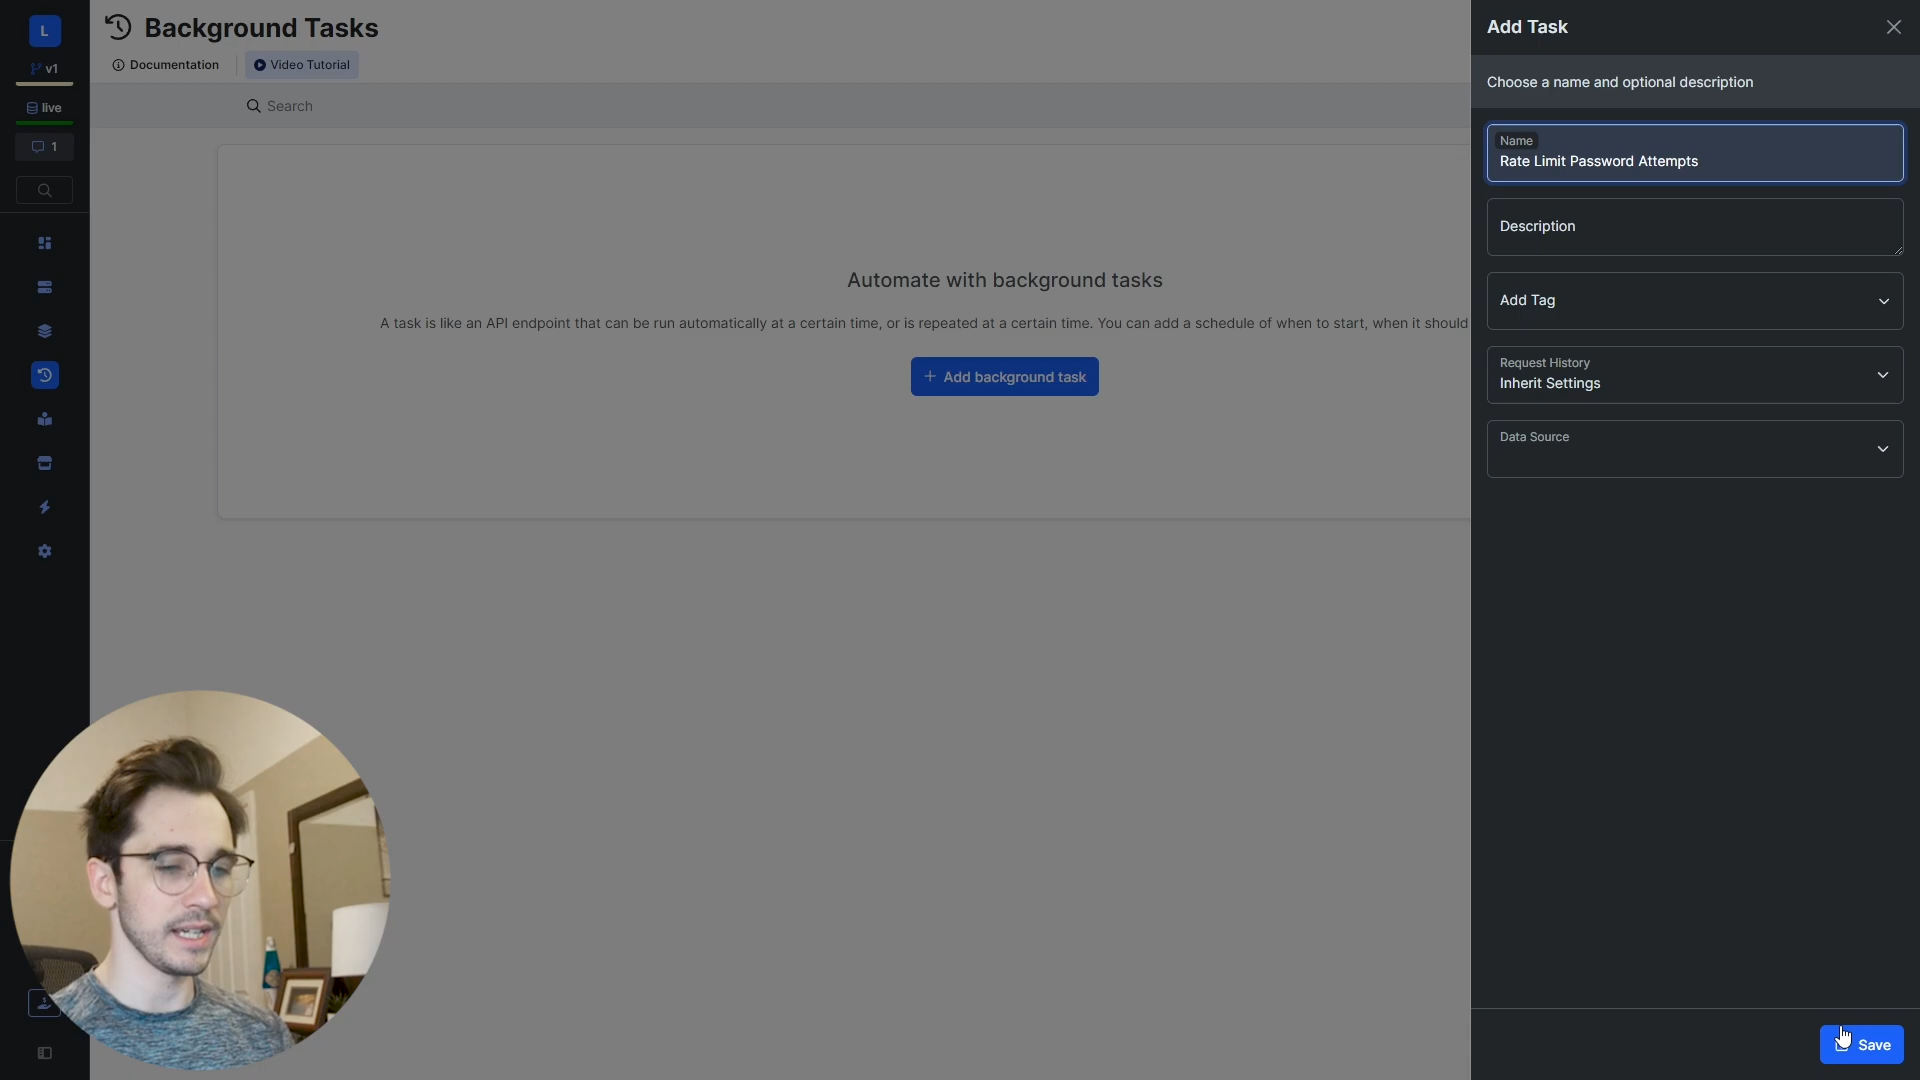 L
v1
live
1
Background Tasks
Documentation
Video Tutorial
Search
Automate with background tasks
A task is like an API endpoint that can be run automatically at a certain time, or is repeated at a certain time. You can add a schedule of when to start, when it should
+ Add background task
Add Task
Choose a name and optional description
Name
Rate Limit Password Attempts
Description
Add Tag
Request History
Inherit Settings
Data Source
Save